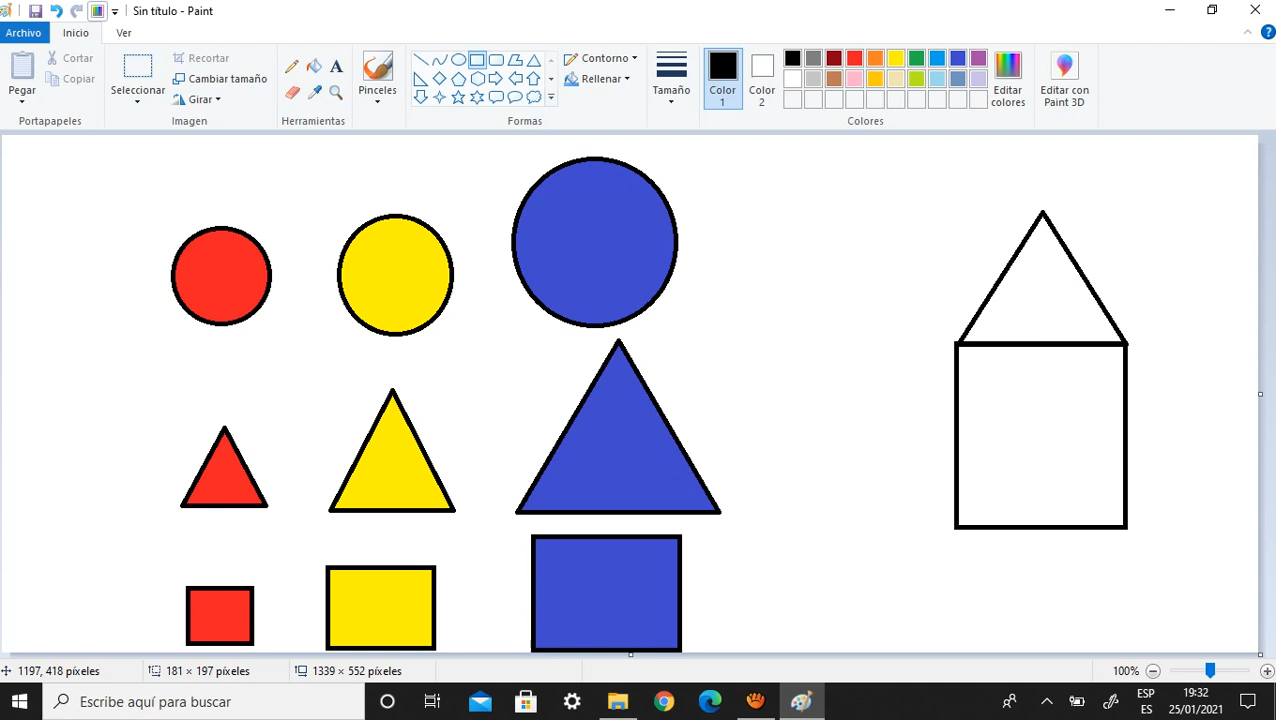 Sin título - Paint
Archivo Inicio Ver
Pegar
Cortar
Copiar
Portapapeles
Seleccionar
Recortar
Cambiar tamaño
Girar
Imagen
A
Herramientas
Pinceles
Contorno
Rellenar
Formas
Tamaño
Color 1
Color 2
Editar colores
Colores
Editar con Paint 3D
1197, 418 píxeles
181 × 197 píxeles
1339 × 552 píxeles
100%
Escribe aquí para buscar
ESP
ES
19:32
25/01/2021